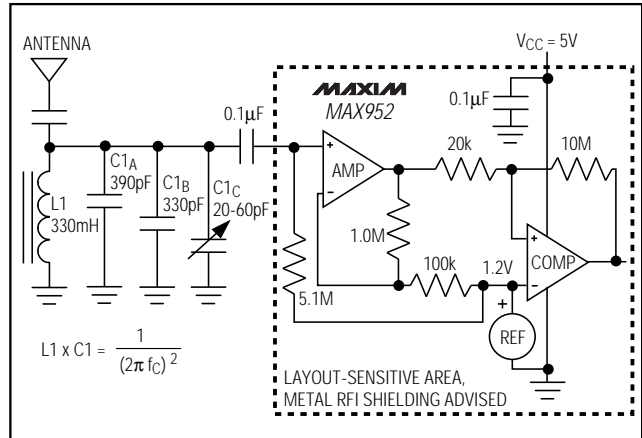 ANTENNA
VCC = 5V
0.1µF
MAXIM
MAX952
0.1µF
20k
10M
AMP
+
−
L1
330mH
C1A
390pF
C1B
330pF
C1C
20-60pF
1.0M
100k
5.1M
1.2V
+
−
COMP
+
REF
L1 x C1 = 1
(2π fC) 2
LAYOUT-SENSITIVE AREA,
METAL RFI SHIELDING ADVISED